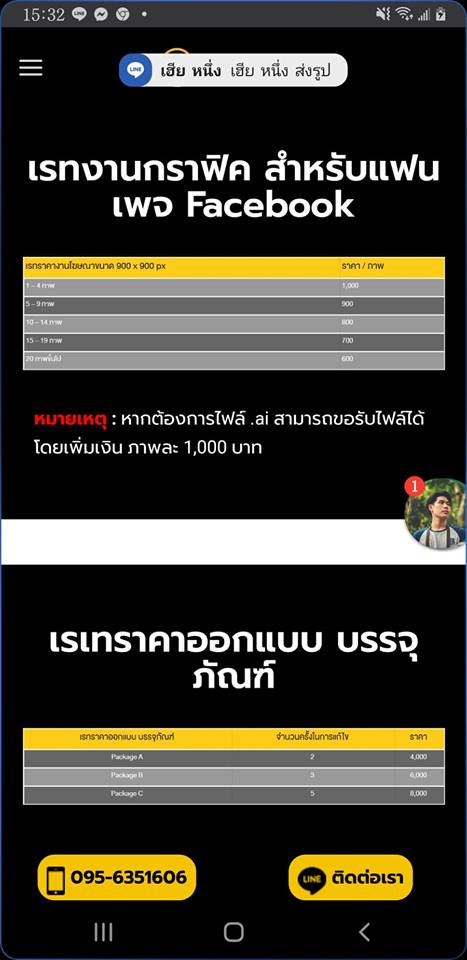 15:32
LINE เฮีย หนึ่ง เฮีย หนึ่ง ส่งรูป
เรทงานกราฟิค สำหรับแฟน
เพจ Facebook
เรทราคางานโฆษณาขนาด 900 x 900 px ราคา / ภาพ
1 – 4 ภาพ 1,000
5 – 9 ภาพ 900
10 – 14 ภาพ 800
15 – 19 ภาพ 700
20 ภาพขึ้นไป 600
หมายเหตุ : หากต้องการไฟล์ .ai สามารถขอรับไฟล์ได้
โดยเพิ่มเงิน ภาพละ 1,000 บาท
1
เรเทราคาออกแบบ บรรจุ
ภัณฑ์
เรทราคาออกแบบ บรรจุภัณฑ์ จำนวนครั้งในการแก้ไข ราคา
Package A 2 4,000
Package B 3 6,000
Package C 5 8,000
095-6351606
LINE ติดต่อเรา